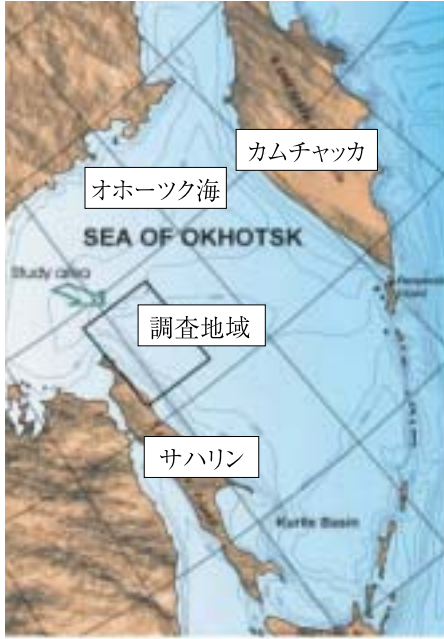 カムチャッカ
オホーツク海
SEA OF OKHOTSK
Study area
調査地域
サハリン
Kurile Basin